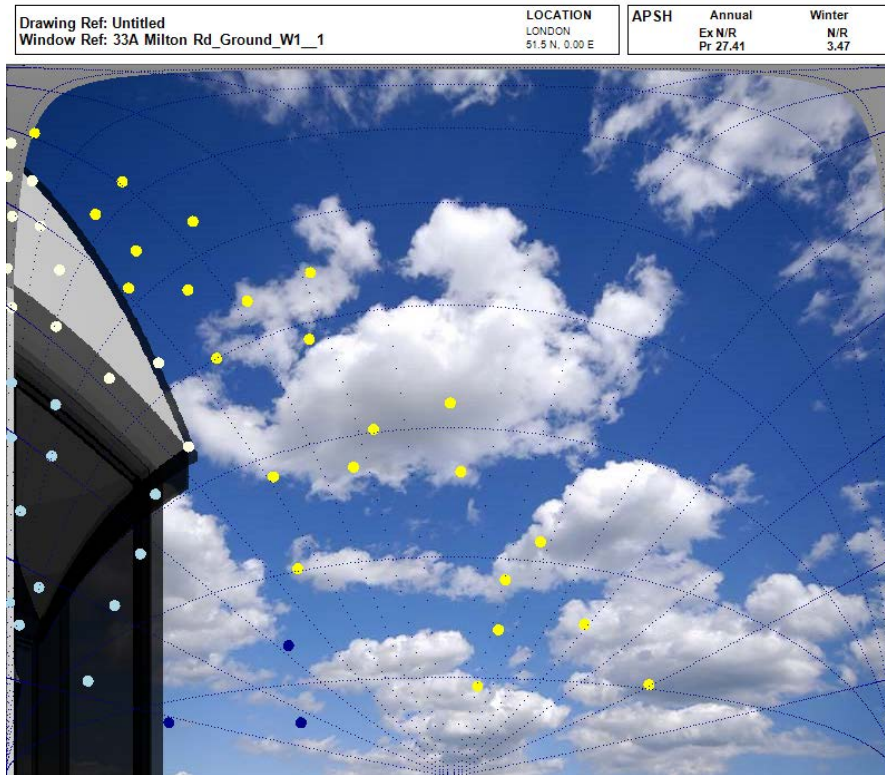 Drawing Ref: Untitled
Window Ref: 33A Milton Rd_Ground_W1__1
LOCATION
LONDON
51.5 N, 0.00 E
APSH Annual Winter
Ex N/R N/R
Pr 27.41 3.47